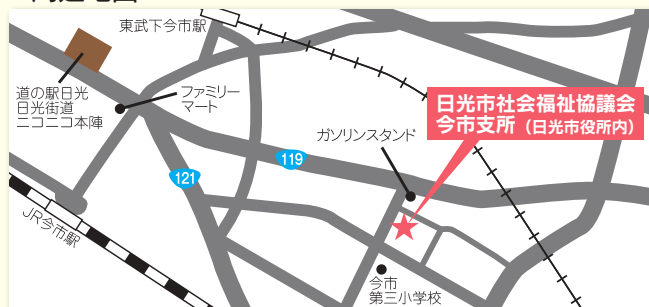 東武下今市駅
道の駅日光
日光街道
ニコニコ本陣
ファミリー
マート
ガソリンスタンド
日光市社会福祉協議会
今市支所（日光市役所内）
119
121
JR今市駅
今市
第三小学校